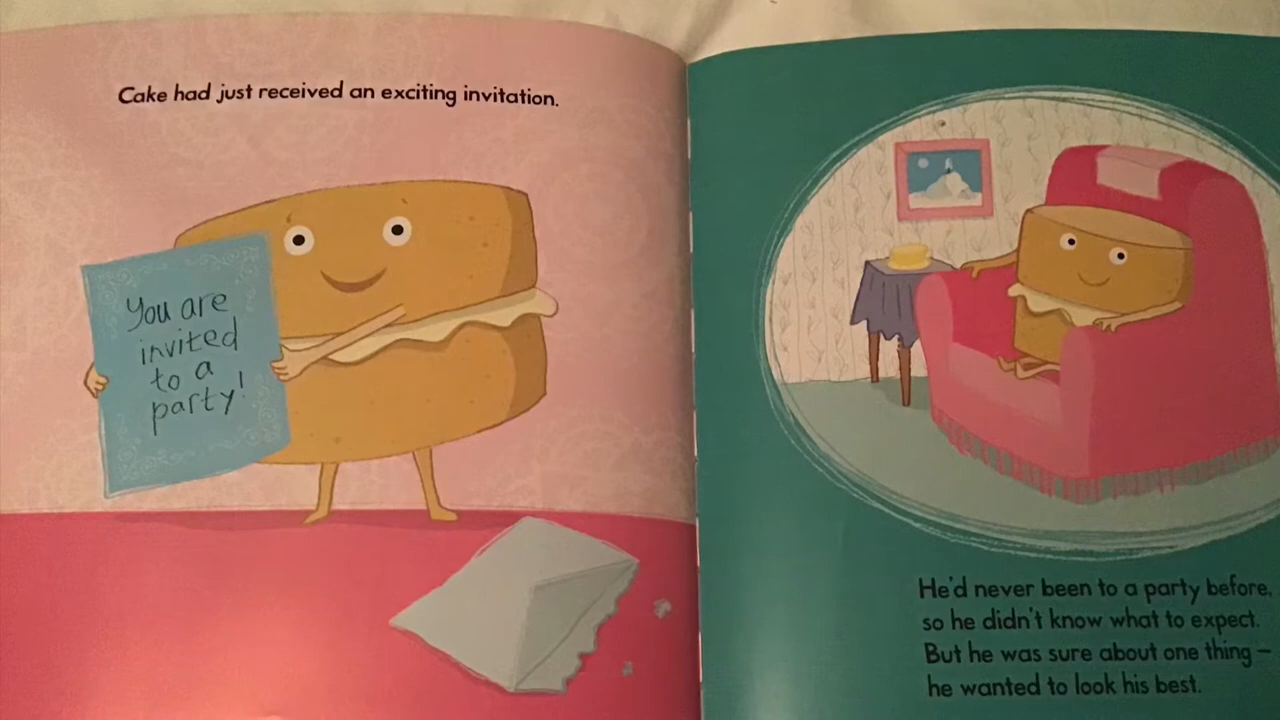 Cake had just received an exciting invitation.
You are
invited
to a
party!
He'd never been to a party before,
so he didn't know what to expect.
But he was sure about one thing –
he wanted to look his best.